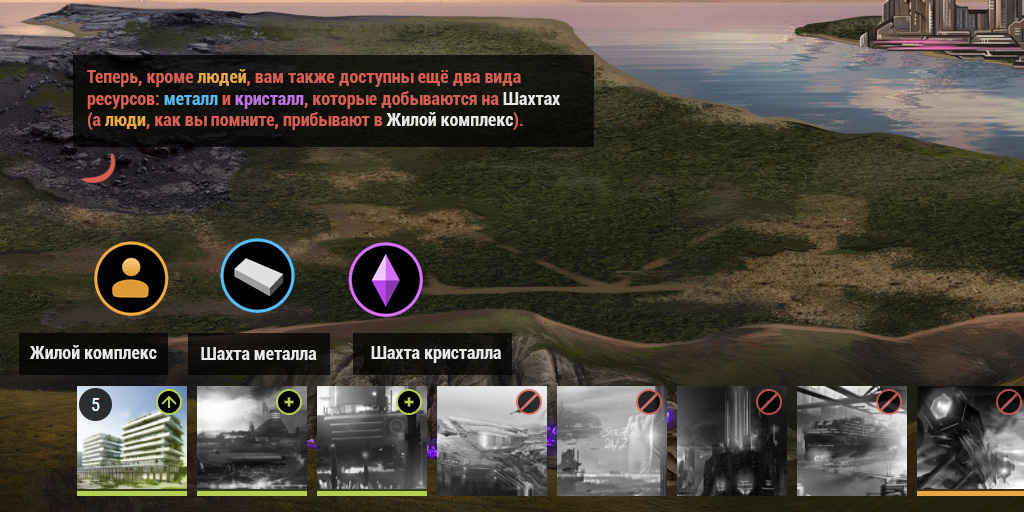 Теперь, кроме людей, вам также доступны ещё два вида
ресурсов: металл и кристалл, которые добываются на Шахтах
(а люди, как вы помните, прибывают в Жилой комплекс).
Жилой комплекс
Шахта металла
Шахта кристалла
5